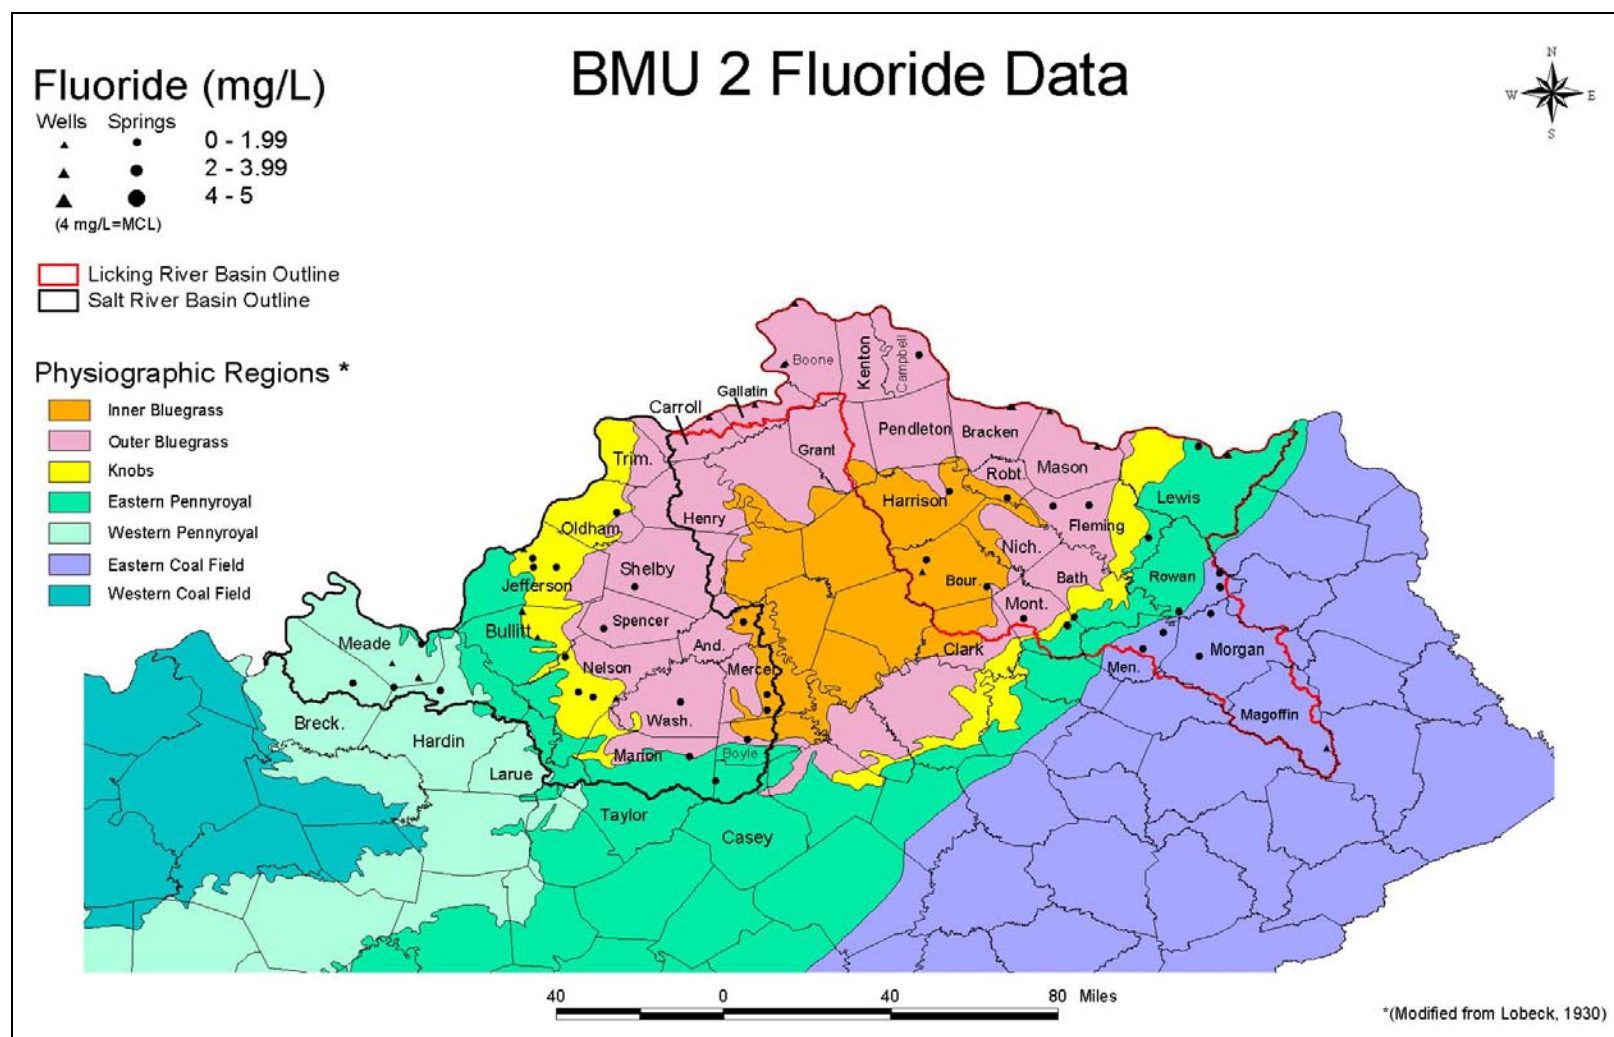 BMU 2 Fluoride Data
Fluoride (mg/L)
Wells Springs
0 - 1.99
2 - 3.99
4 - 5
(4 mg/L=MCL)
Licking River Basin Outline
Salt River Basin Outline
Physiographic Regions *
Inner Bluegrass
Outer Bluegrass
Knobs
Eastern Pennyroyal
Western Pennyroyal
Eastern Coal Field
Western Coal Field
N
W
E
S
Boone
Kenton
Campbell
Gallatin
Carroll
Grant
Pendleton
Bracken
Trim.
Robt.
Mason
Harrison
Lewis
Henry
Oldham
Fleming
Nich.
Shelby
Jefferson
Bour.
Bath
Rowan
Mont.
Spencer
Bullitt
And.
Clark
Meade
Nelson
Mercer
Men.
Morgan
Breck.
Wash.
Magoffin
Hardin
Marion
Boyle
Larue
Taylor
Casey
40 0 40 80 Miles
*(Modified from Lobeck, 1930)